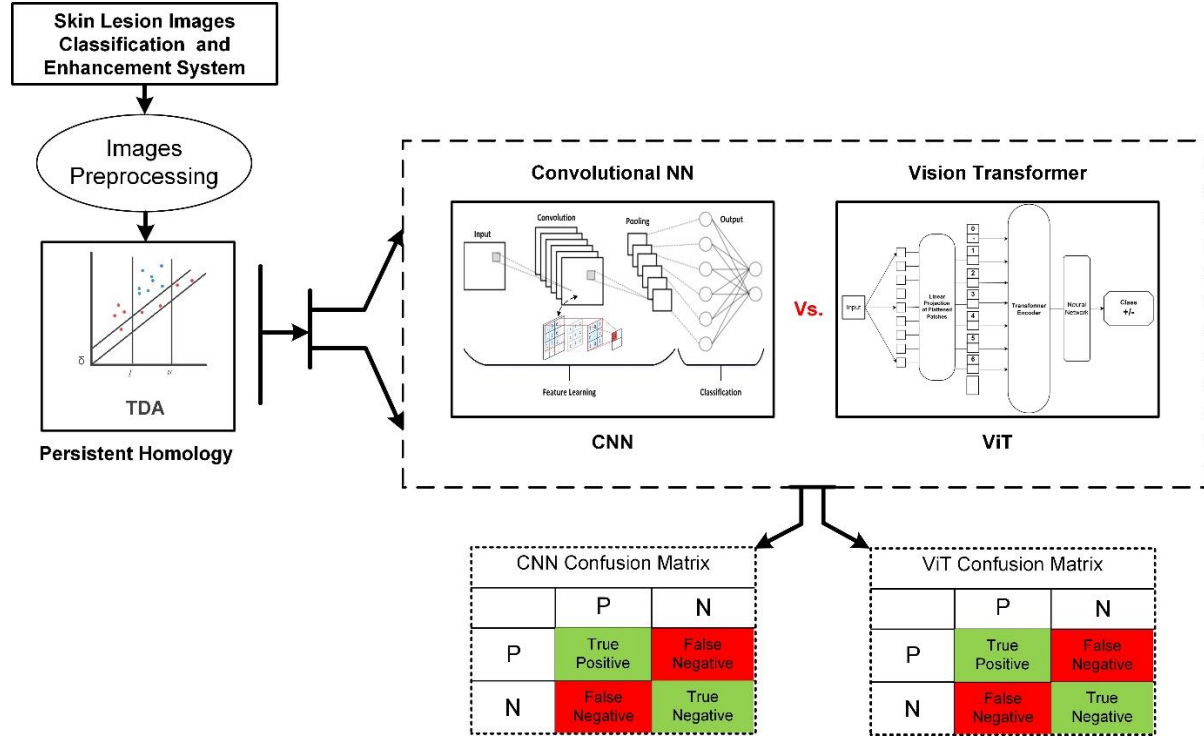 Skin Lesion Images
Classification and
Enhancement System
Images
Preprocessing
TDA
Persistent Homology
Convolutional NN
Input
Convolution
Pooling
Output
Feature Learning
Classification
CNN
Vs.
Vision Transformer
Input
Linear
Projection
of Flattened
Patches
0
1
2
3
4
5
6
Transformer
Encoder
Neural
Network
Class
+/-
ViT
CNN Confusion Matrix
P N
P True Positive False Negative
N False Negative True Negative
ViT Confusion Matrix
P N
P True Positive False Negative
N False Negative True Negative